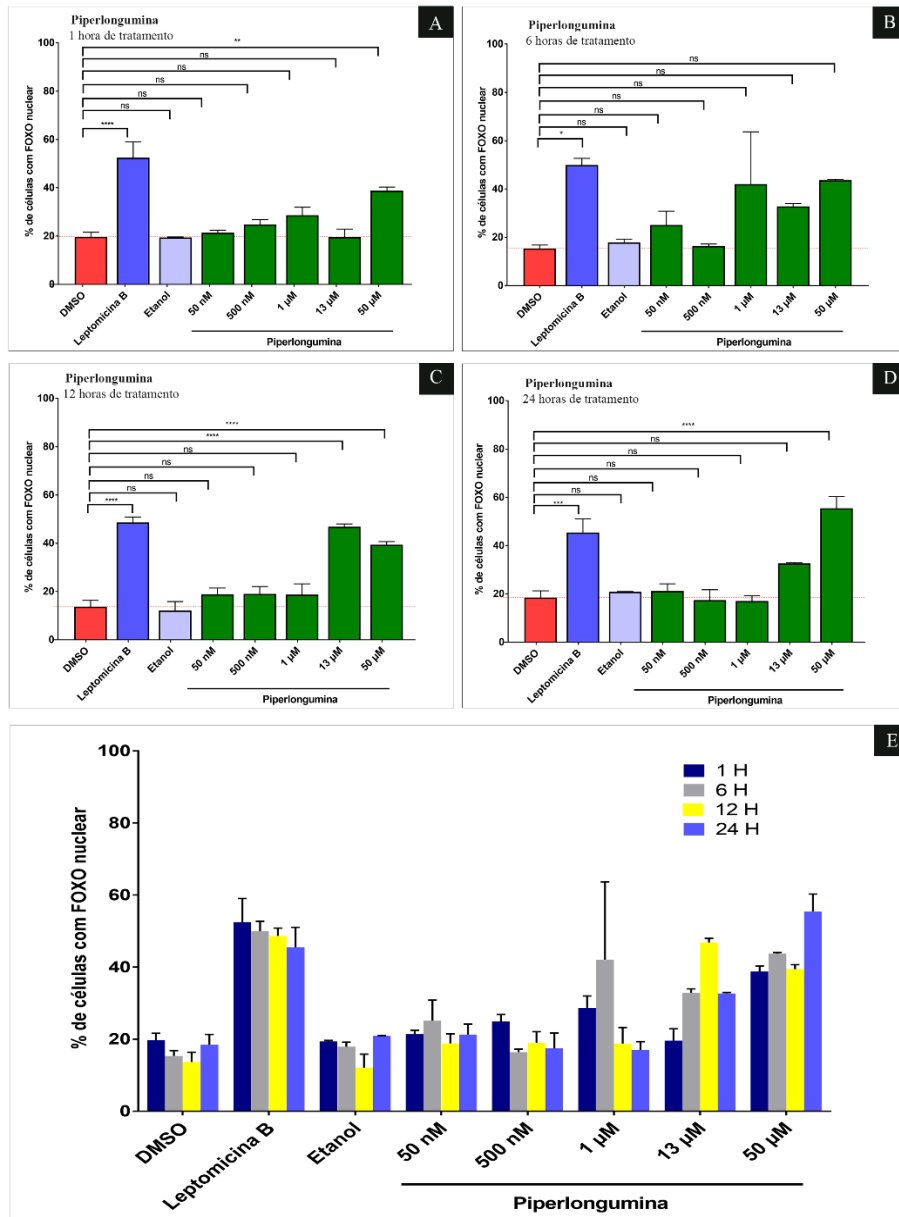 A
Piperlongumina
1 hora de tratamento
% de células com FOXO nuclear
100
80
60
40
20
0
**
ns
ns
ns
ns
ns
****
DMSO
Leptomicina B
Etanol
50 nM
500 nM
1 µM
13 µM
50 µM
Piperlongumina
B
Piperlongumina
6 horas de tratamento
% de células com FOXO nuclear
100
80
60
40
20
0
ns
ns
ns
ns
ns
ns
*
DMSO
Leptomicina B
Etanol
50 nM
500 nM
1 µM
13 µM
50 µM
Piperlongumina
C
Piperlongumina
12 horas de tratamento
% de células com FOXO nuclear
100
80
60
40
20
0
****
****
ns
ns
ns
ns
****
DMSO
Leptomicina B
Etanol
50 nM
500 nM
1 µM
13 µM
50 µM
Piperlongumina
D
Piperlongumina
24 horas de tratamento
% de células com FOXO nuclear
100
80
60
40
20
0
****
ns
ns
ns
ns
ns
***
DMSO
Leptomicina B
Etanol
50 nM
500 nM
1 µM
13 µM
50 µM
Piperlongumina
E
% de células com FOXO nuclear
100
80
60
40
20
0
1 H
6 H
12 H
24 H
DMSO
Leptomicina B
Etanol
50 nM
500 nM
1 µM
13 µM
50 µM
Piperlongumina